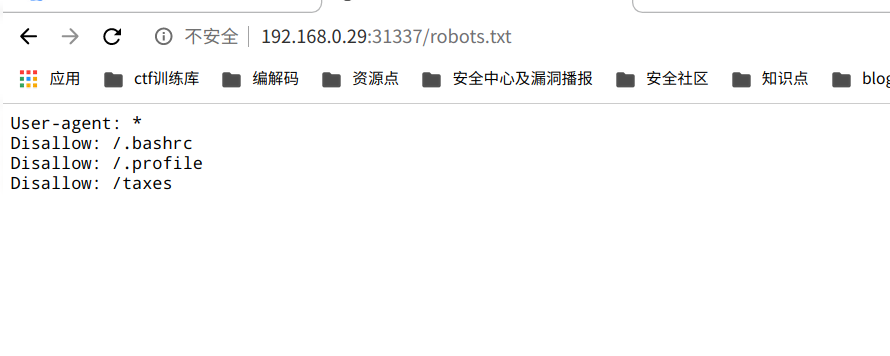 不安全 192.168.0.29:31337/robots.txt
应用 ctf训练库 编解码 资源点 安全中心及漏洞播报 安全社区 知识点 blog
User-agent: *
Disallow: /.bashrc
Disallow: /.profile
Disallow: /taxes